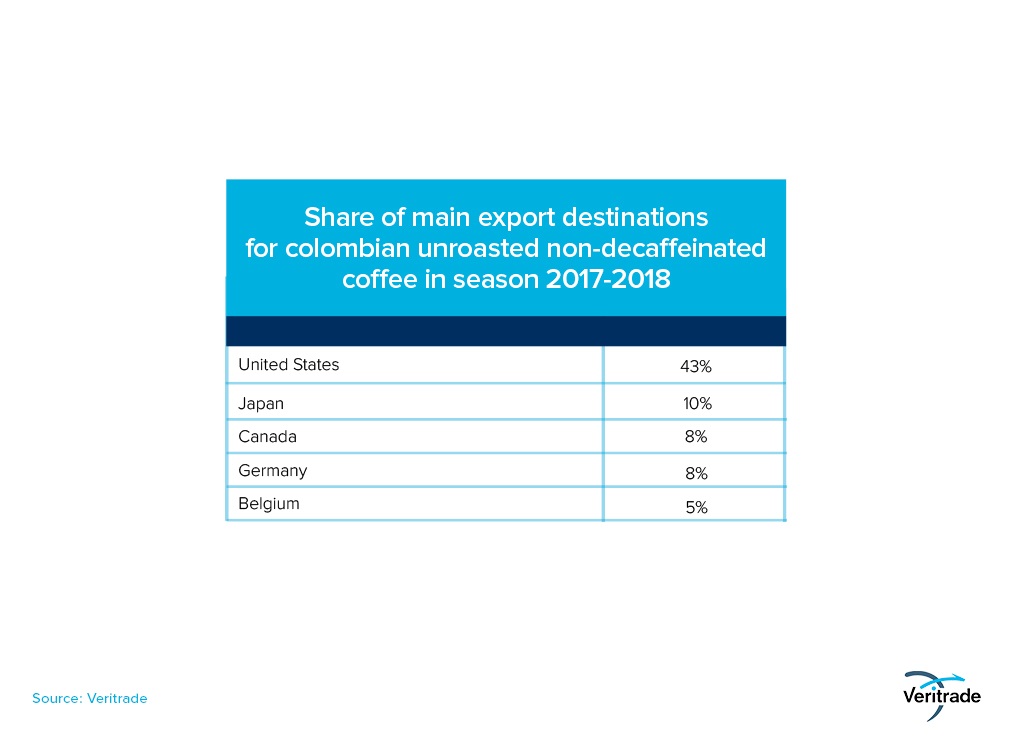 Share of main export destinations
for colombian unroasted non-decaffeinated
coffee in season 2017-2018
United States 43%
Japan 10%
Canada 8%
Germany 8%
Belgium 5%
Source: Veritrade
Veritrade